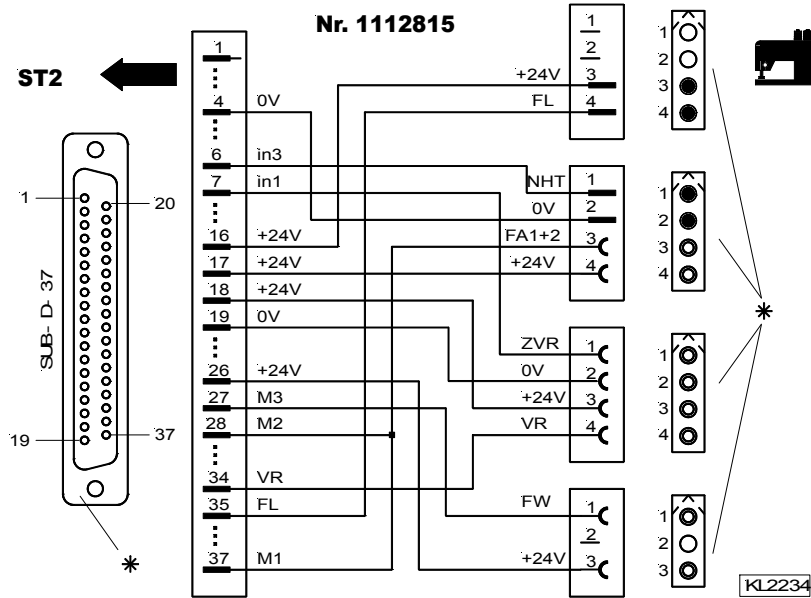 Nr. 1112815
ST2
1
20
SUB- D- 37
19
37
1
4 0V
6 in3
7 in1
16 +24V
17 +24V
18 +24V
19 0V
26 +24V
27 M3
28 M2
34 VR
35 FL
37 M1
1
2
+24V 3
FL 4
NHT 1
0V 2
FA1+2 3
+24V 4
ZVR 1
0V 2
+24V 3
VR 4
FW 1
2
+24V 3
1
2
3
4
1
2
3
4
1
2
3
4
1
2
3
KL2234